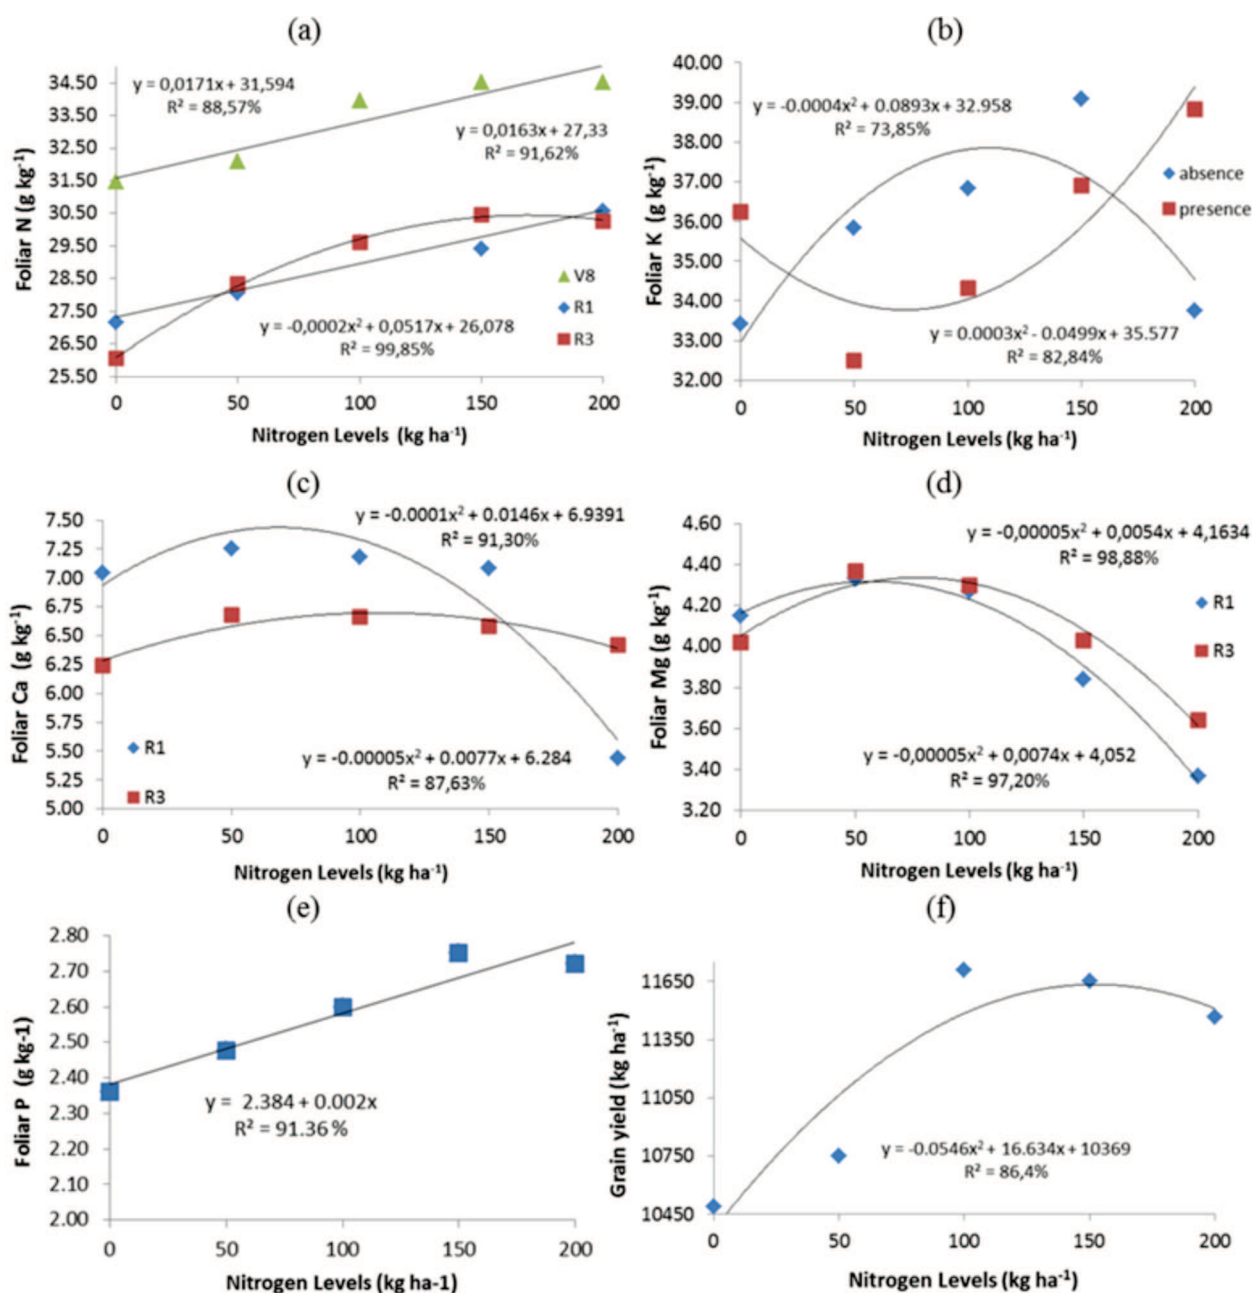 (a)
34.50
33.50
32.50
31.50
30.50
29.50
28.50
27.50
26.50
25.50
Foliar N (g kg⁻¹)
y = 0,0171x + 31,594
R² = 88,57%
y = 0,0163x + 27,33
R² = 91,62%
y = -0,0002x² + 0,0517x + 26,078
R² = 99,85%
V8
R1
R3
0 50 100 150 200
Nitrogen Levels (kg ha⁻¹)
(b)
40.00
39.00
38.00
37.00
36.00
35.00
34.00
33.00
32.00
Foliar K (g kg⁻¹)
y = -0.0004x² + 0.0893x + 32.958
R² = 73,85%
y = 0.0003x² - 0.0499x + 35.577
R² = 82,84%
absence
presence
0 50 100 150 200
Nitrogen Levels (kg ha⁻¹)
(c)
7.50
7.25
7.00
6.75
6.50
6.25
6.00
5.75
5.50
5.25
5.00
Foliar Ca (g kg⁻¹)
y = -0.0001x² + 0.0146x + 6.9391
R² = 91,30%
y = -0.00005x² + 0.0077x + 6.284
R² = 87,63%
R1
R3
0 50 100 150 200
Nitrogen Levels (kg ha⁻¹)
(d)
4.60
4.40
4.20
4.00
3.80
3.60
3.40
3.20
Foliar Mg (g kg⁻¹)
y = -0,00005x² + 0,0054x + 4,1634
R² = 98,88%
y = -0,00005x² + 0,0074x + 4,052
R² = 97,20%
R1
R3
0 50 100 150 200
Nitrogen Levels (kg ha⁻¹)
(e)
2.80
2.70
2.60
2.50
2.40
2.30
2.20
2.10
2.00
Foliar P (g kg-1)
y = 2.384 + 0.002x
R² = 91.36 %
0 50 100 150 200
Nitrogen Levels (kg ha-1)
(f)
11650
11350
11050
10750
10450
Grain yield (kg ha⁻¹)
y = -0.0546x² + 16.634x + 10369
R² = 86,4%
0 50 100 150 200
Nitrogen Levels (kg ha⁻¹)